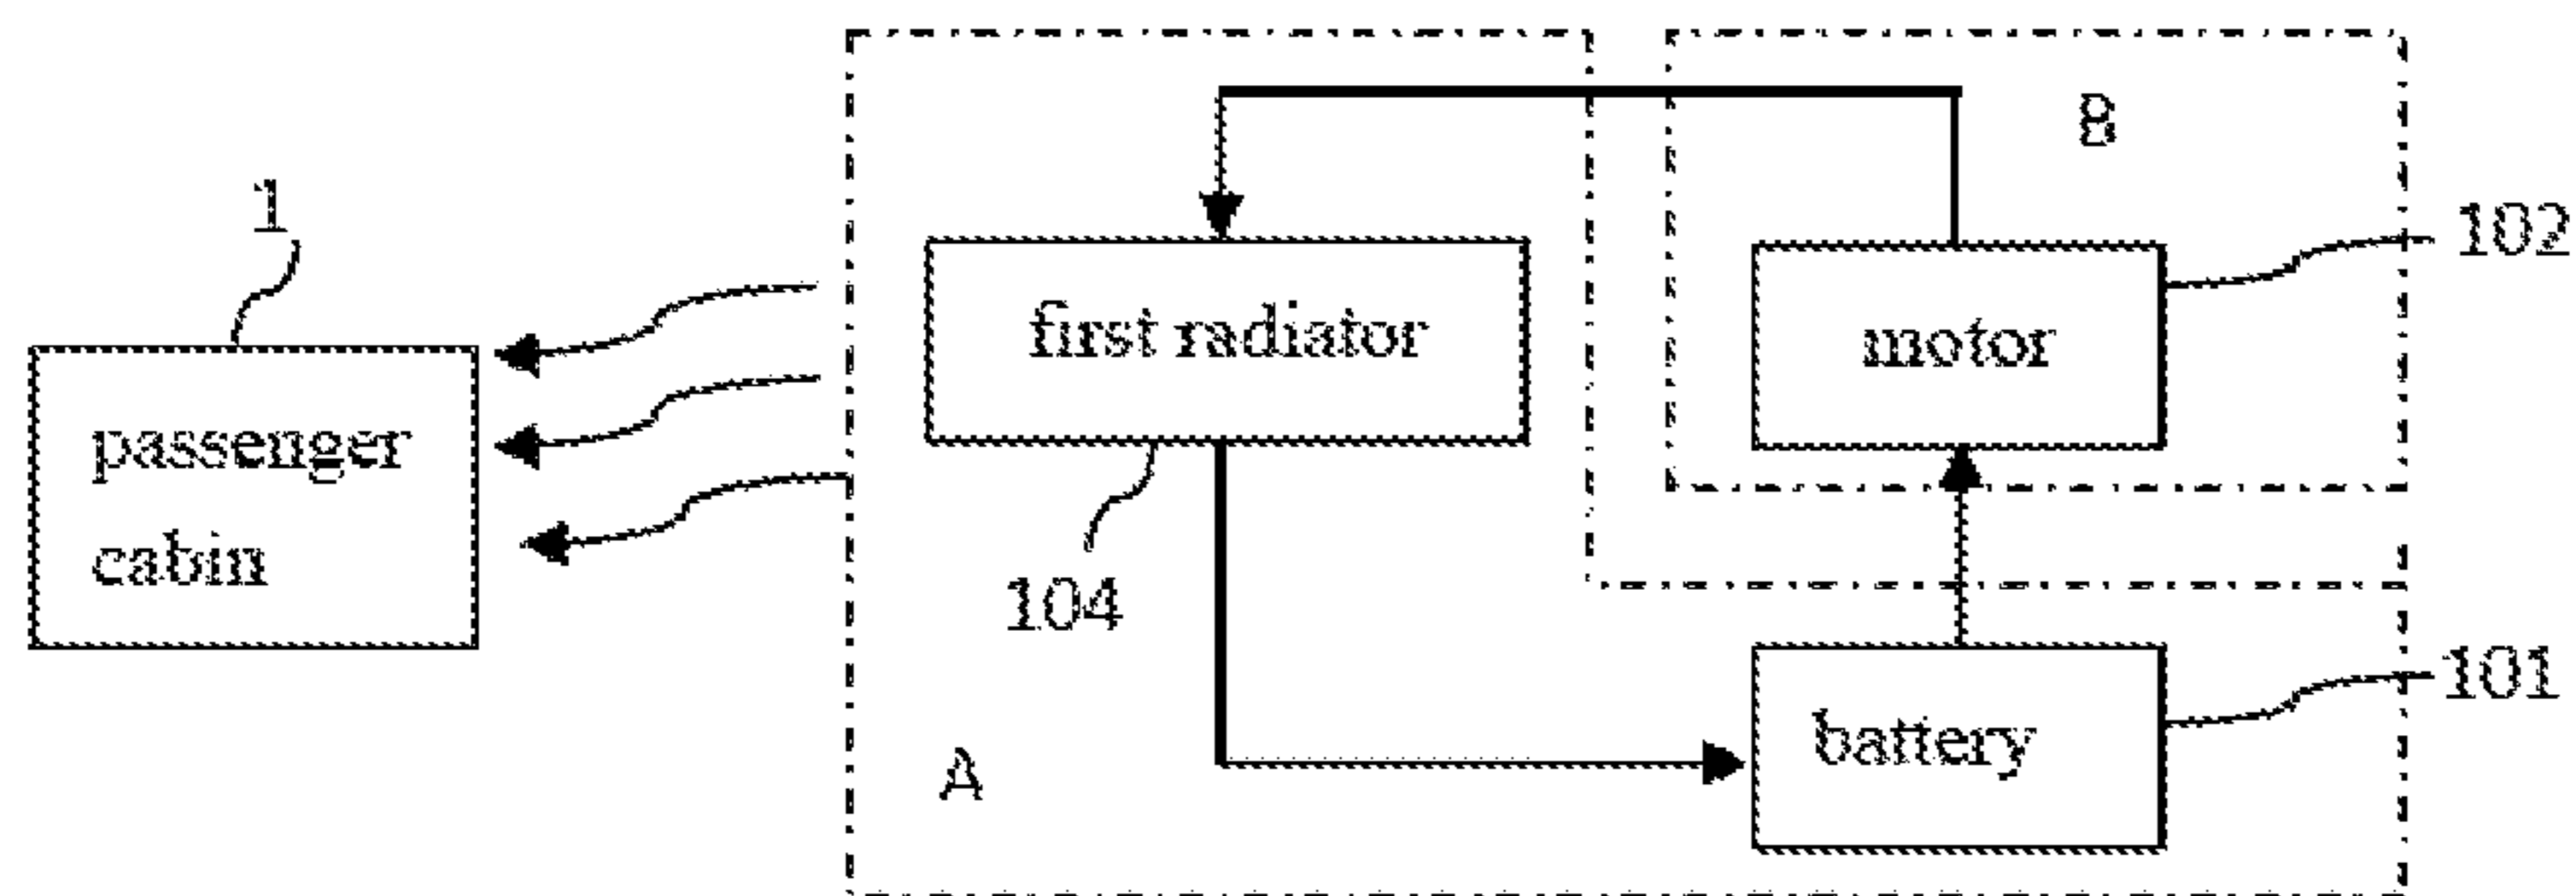 B
1
102
first radiator
motor
passenger
cabin
104
101
battery
A